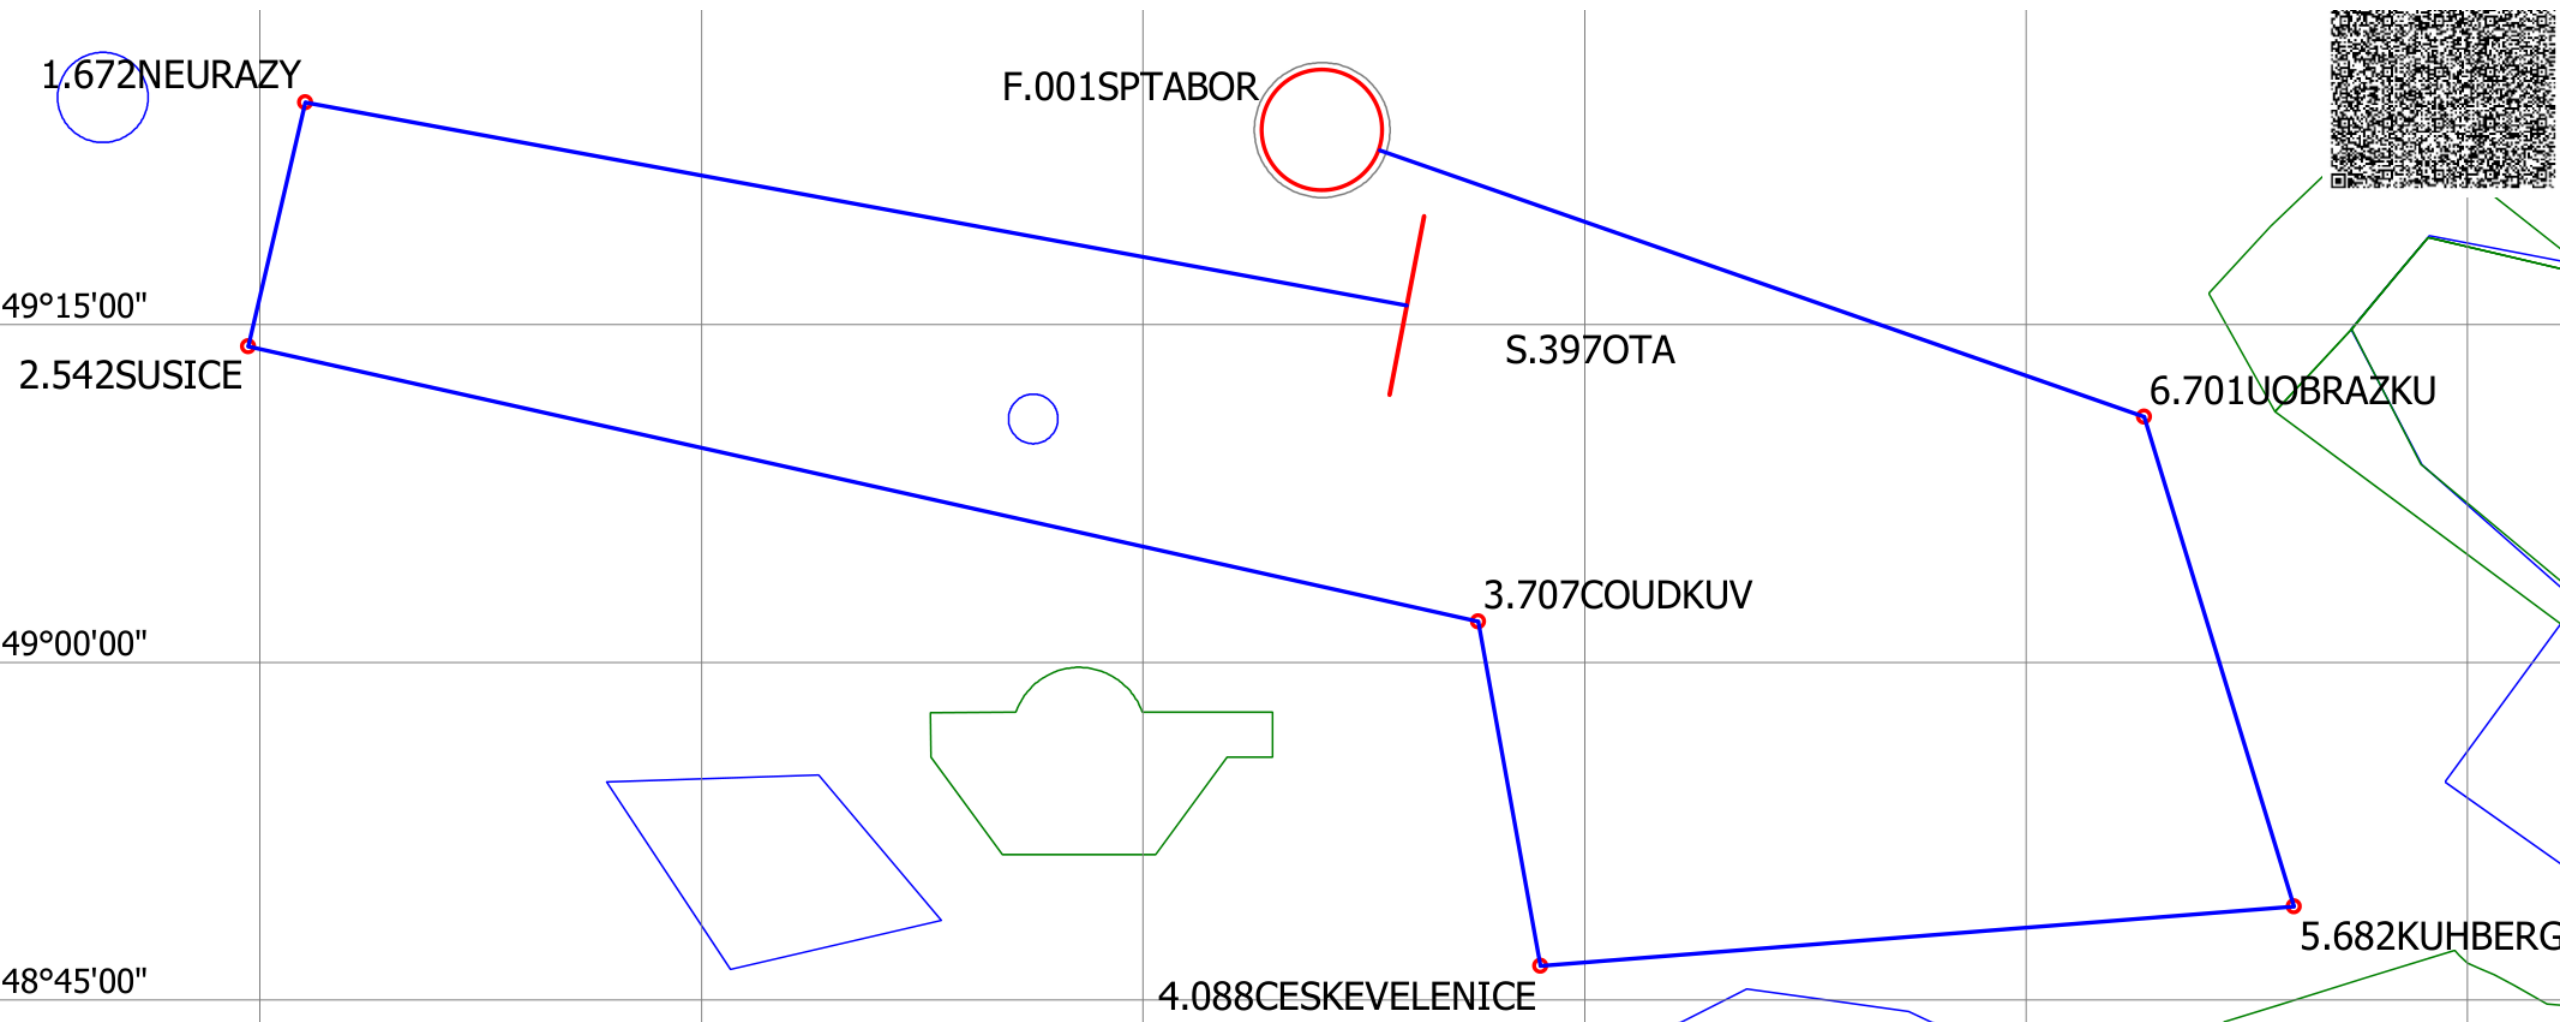 1.672NEURAZY
F.001SPTABOR
49°15'00"
S.397OTA
2.542SUSICE
6.701UOBRAZKU
3.707COUDKUV
49°00'00"
5.682KUHBERG
48°45'00"
4.088CESKEVELENICE